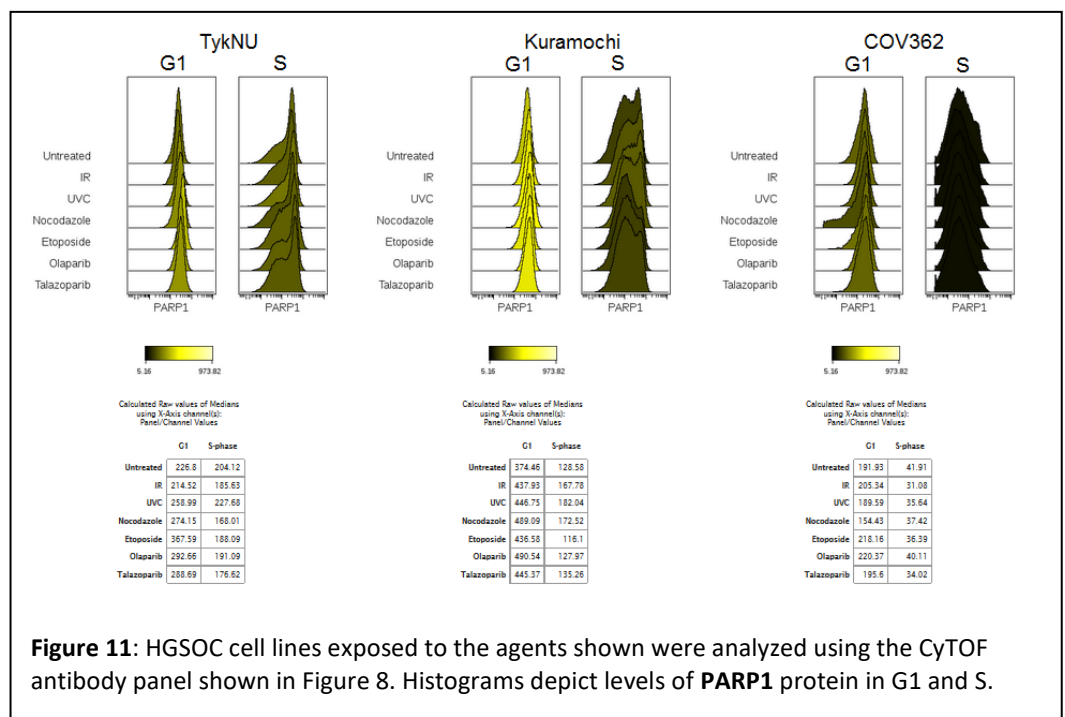 TykNU
G1 S
Untreated
IR
UVC
Nocodazole
Etoposide
Olaparib
Talazoparib
PARP1 PARP1
5.16 973.82
Calculated Raw values of Medians
using X-Axis channel(s):
Panel/Channel Values
G1 S-phase
Untreated 226.8 204.12
IR 214.52 185.63
UVC 258.99 227.68
Nocodazole 274.15 168.01
Etoposide 367.59 188.09
Olaparib 292.66 191.09
Talazoparib 288.69 176.62
Kuramochi
G1 S
Untreated
IR
UVC
Nocodazole
Etoposide
Olaparib
Talazoparib
PARP1 PARP1
5.16 973.82
Calculated Raw values of Medians
using X-Axis channel(s):
Panel/Channel Values
G1 S-phase
Untreated 374.46 128.58
IR 437.93 167.78
UVC 446.75 182.04
Nocodazole 489.09 172.52
Etoposide 436.58 116.1
Olaparib 490.54 127.97
Talazoparib 445.37 135.26
COV362
G1 S
Untreated
IR
UVC
Nocodazole
Etoposide
Olaparib
Talazoparib
PARP1 PARP1
5.16 973.82
Calculated Raw values of Medians
using X-Axis channel(s):
Panel/Channel Values
G1 S-phase
Untreated 191.93 41.91
IR 205.34 31.08
UVC 189.59 35.64
Nocodazole 154.43 37.42
Etoposide 218.16 36.39
Olaparib 220.37 40.11
Talazoparib 195.6 34.02
Figure 11: HGSOC cell lines exposed to the agents shown were analyzed using the CyTOF
antibody panel shown in Figure 8. Histograms depict levels of PARP1 protein in G1 and S.